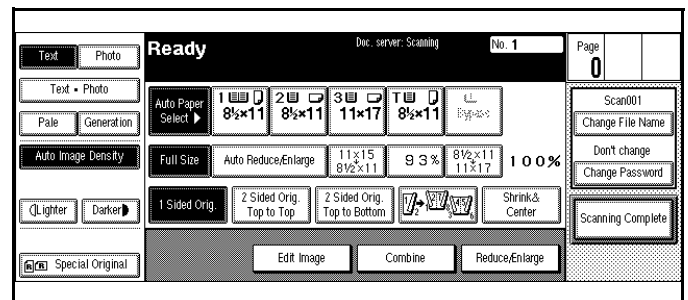 Text
Photo
Text • Photo
Pale
Generation
Auto Image Density
Lighter
Darker
Special Original
Ready
Doc. server: Scanning
No. 1
Auto Paper
Select ▶
1
8½×11
2
8½×11
3
11×17
T
8½×11
Bypass
Full Size
Auto Reduce/Enlarge
11×15
8½×11
93%
8½×11
11×17
100%
1 Sided Orig.
2 Sided Orig.
Top to Top
2 Sided Orig.
Top to Bottom
Shrink&
Center
Edit Image
Combine
Reduce/Enlarge
Page
0
Scan001
Change File Name
Don't change
Change Password
Scanning Complete